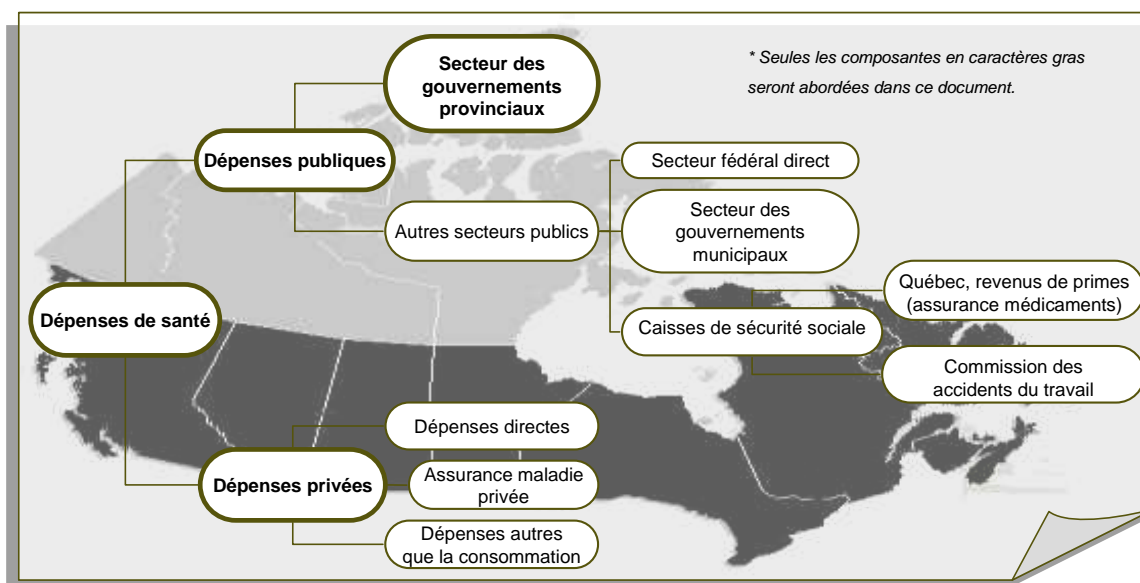 * Seules les composantes en caractères gras
seront abordées dans ce document.
Secteur des
gouvernements
provinciaux
Dépenses publiques
Secteur fédéral direct
Autres secteurs publics
Secteur des
gouvernements
municipaux
Dépenses de santé
Caisses de sécurité sociale
Québec, revenus de primes
(assurance médicaments)
Commission des
accidents du travail
Dépenses directes
Dépenses privées
Assurance maladie
privée
Dépenses autres
que la consommation